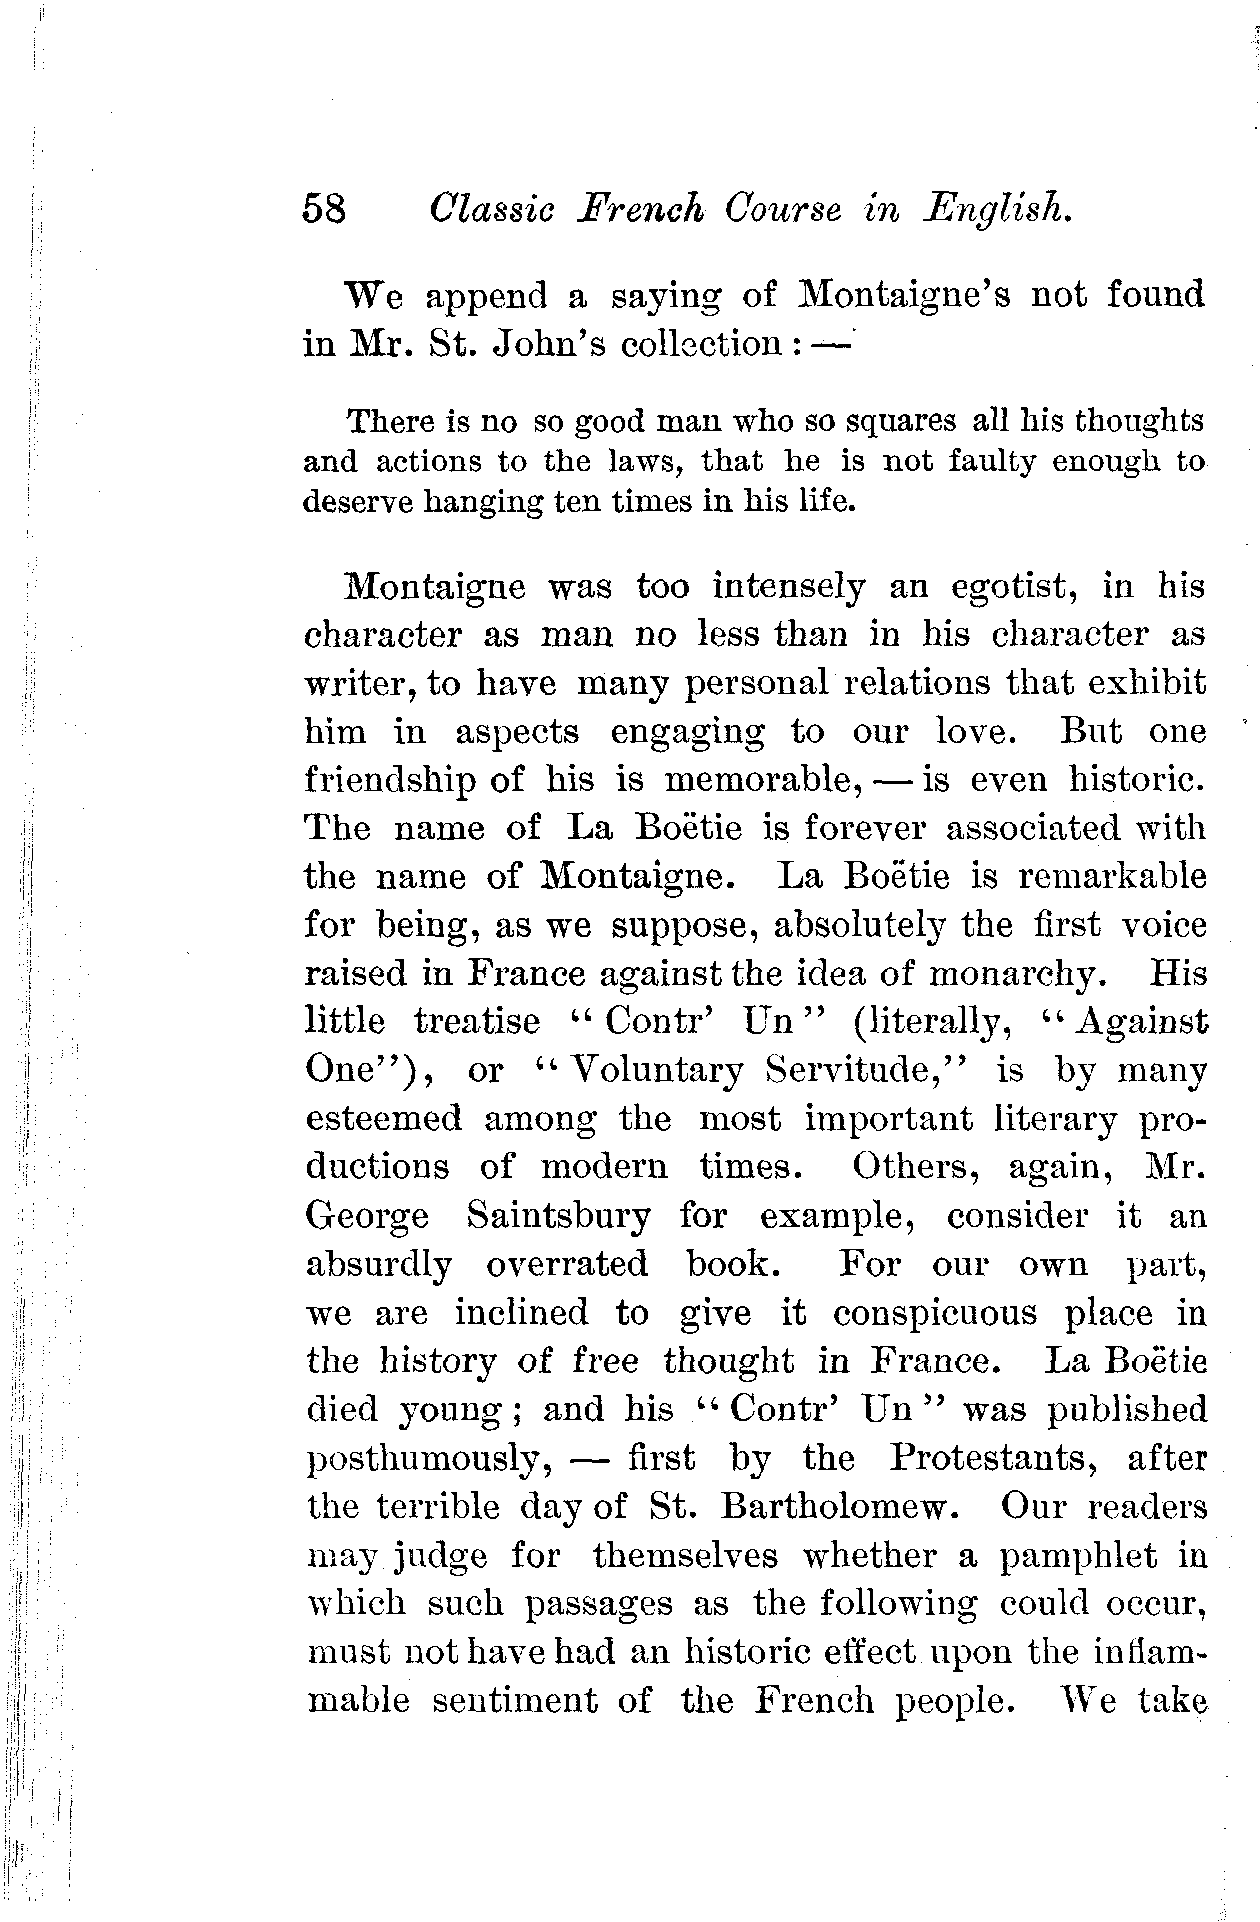 58 Classic French Course in English.
We append a saying of Montaigne's not found
in Mr. St. John's collection : —
There is no so good man who so squares all his thoughts
and actions to the laws, that he is not faulty enough to
deserve hanging ten times in his life.
Montaigne was too intensely an egotist, in his
character as man no less than in his character as
writer, to have many personal relations that exhibit
him in aspects engaging to our love. But one
friendship of his is memorable, — is even historic.
The name of La Boëtie is forever associated with
the name of Montaigne. La Boëtie is remarkable
for being, as we suppose, absolutely the first voice
raised in France against the idea of monarchy. His
little treatise “ Contr’ Un ” (literally, “ Against
One”), or “ Voluntary Servitude,” is by many
esteemed among the most important literary pro-
ductions of modern times. Others, again, Mr.
George Saintsbury for example, consider it an
absurdly overrated book. For our own part,
we are inclined to give it conspicuous place in
the history of free thought in France. La Boëtie
died young ; and his “ Contr’ Un ” was published
posthumously, — first by the Protestants, after
the terrible day of St. Bartholomew. Our readers
may judge for themselves whether a pamphlet in
which such passages as the following could occur,
must not have had an historic effect upon the inflam-
mable sentiment of the French people. We take